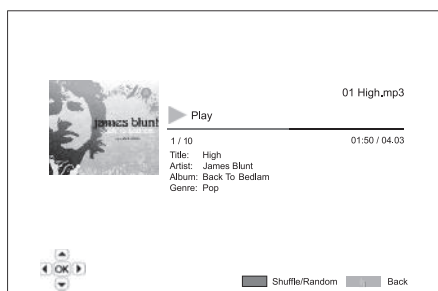 01 High.mp3
james blunt
Play
1 / 10
01:50 / 04.03
Title: High
Artist: James Blunt
Album: Back To Bedlam
Genre: Pop
OK
Shuffle/Random
Back